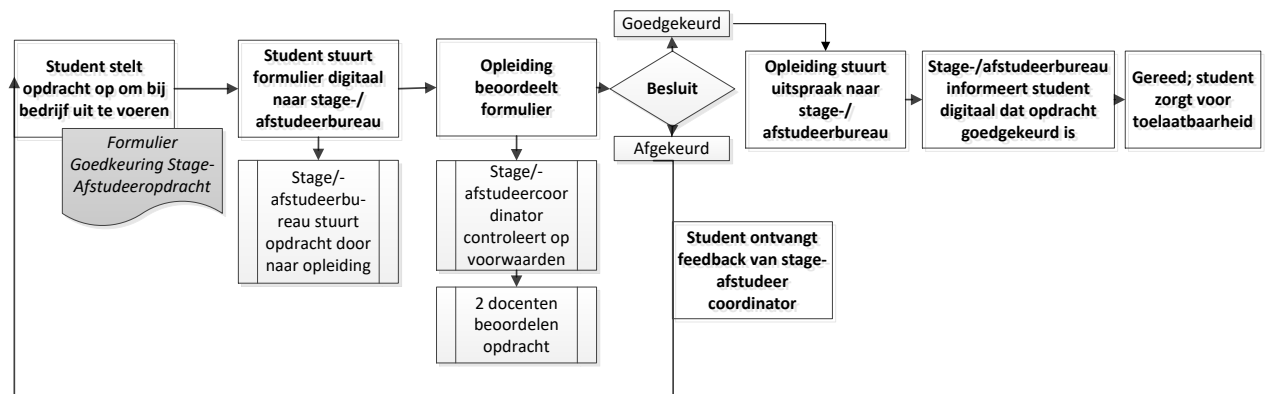 Student stelt
opdracht op om bij
bedrijf uit te voeren
Formulier
Goedkeuring Stage-
Afstudeeropdracht
Student stuurt
formulier digitaal
naar stage-/
afstudeerbureau
Stage/-
afstudeerbu-
reau stuurt
opdracht door
naar opleiding
Opleiding
beoordeelt
formulier
Stage/-
afstudeercoor
dinator
controleert op
voorwaarden
2 docenten
beoordelen
opdracht
Goedgekeurd
Besluit
Afgekeurd
Student ontvangt
feedback van stage-
afstudeer
coordinator
Opleiding stuurt
uitspraak naar
stage-/
afstudeerbureau
Stage-/afstudeerbureau
informeert student
digitaal dat opdracht
goedgekeurd is
Gereed; student
zorgt voor
toelaatbaarheid